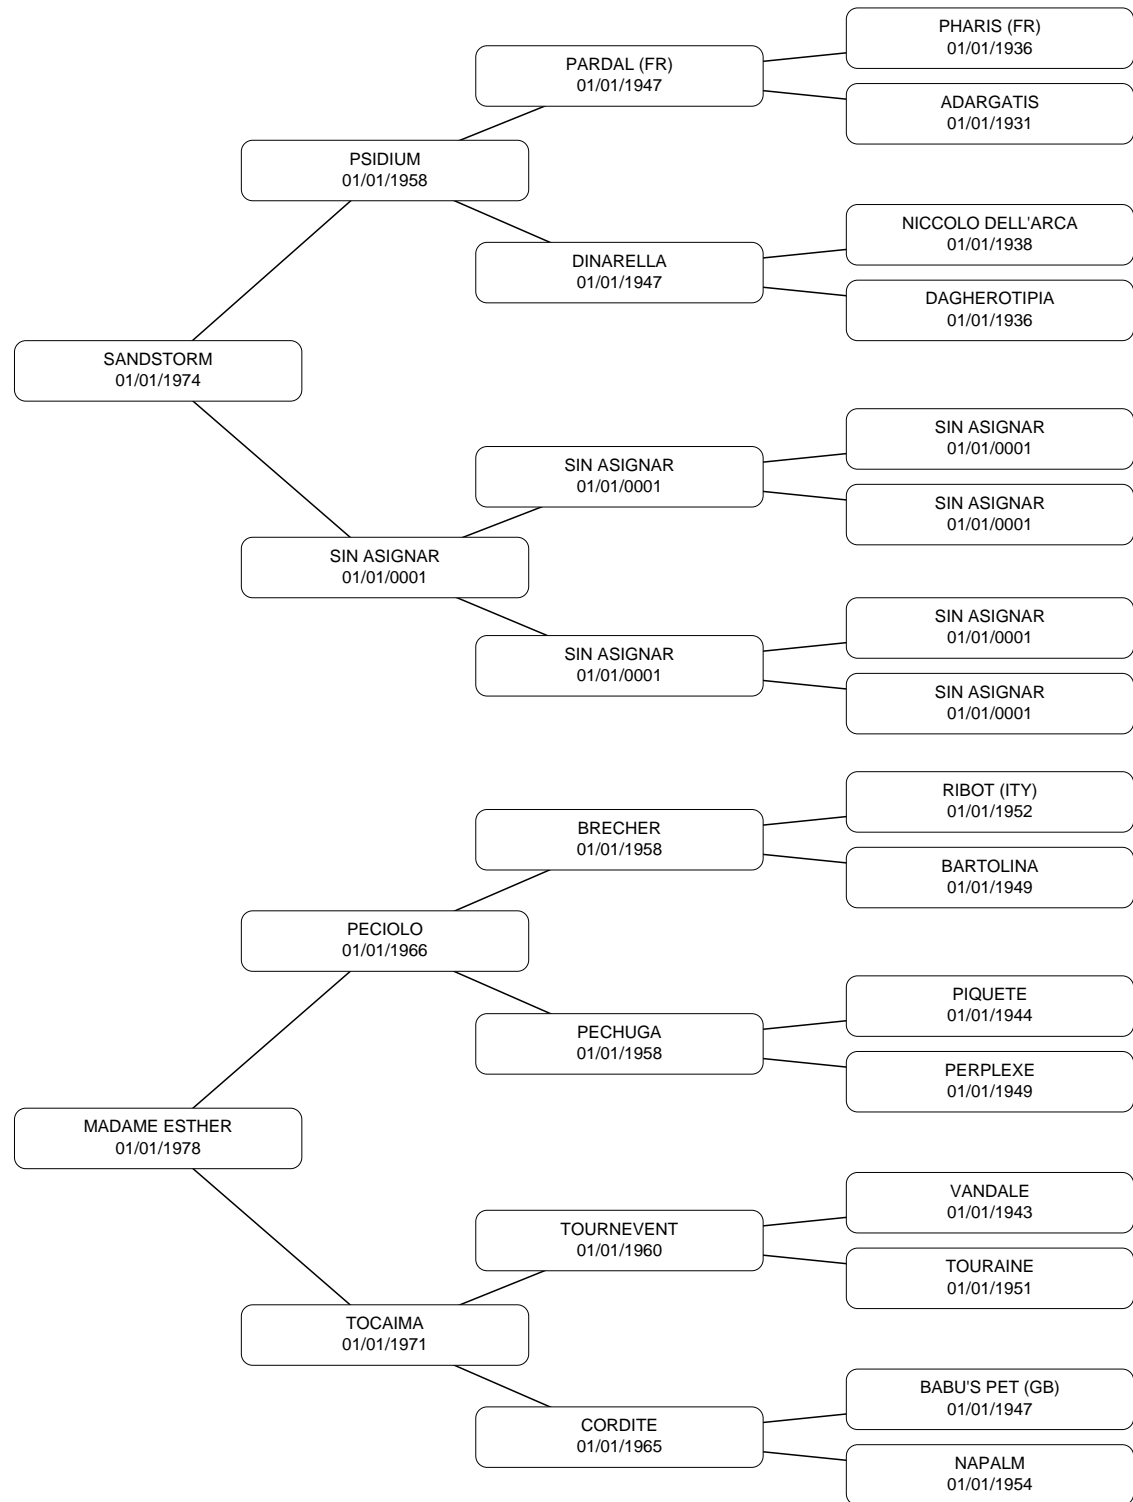 PHARIS (FR)
01/01/1936
PARDAL (FR)
01/01/1947
ADARGATIS
01/01/1931
PSIDIUM
01/01/1958
NICCOLO DELL'ARCA
01/01/1938
DINARELLA
01/01/1947
DAGHEROTIPIA
01/01/1936
SANDSTORM
01/01/1974
SIN ASIGNAR
01/01/0001
SIN ASIGNAR
01/01/0001
SIN ASIGNAR
01/01/0001
SIN ASIGNAR
01/01/0001
SIN ASIGNAR
01/01/0001
SIN ASIGNAR
01/01/0001
SIN ASIGNAR
01/01/0001
RIBOT (ITY)
01/01/1952
BRECHER
01/01/1958
BARTOLINA
01/01/1949
PECIOLO
01/01/1966
PIQUETE
01/01/1944
PECHUGA
01/01/1958
PERPLEXE
01/01/1949
MADAME ESTHER
01/01/1978
VANDALE
01/01/1943
TOURNEVENT
01/01/1960
TOURAINE
01/01/1951
TOCAIMA
01/01/1971
BABU'S PET (GB)
01/01/1947
CORDITE
01/01/1965
NAPALM
01/01/1954